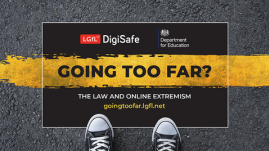 LGfL DigiSafe
Department
for Education
GOING TOO FAR?
THE LAW AND ONLINE EXTREMISM
goingtoofar.lgfl.net